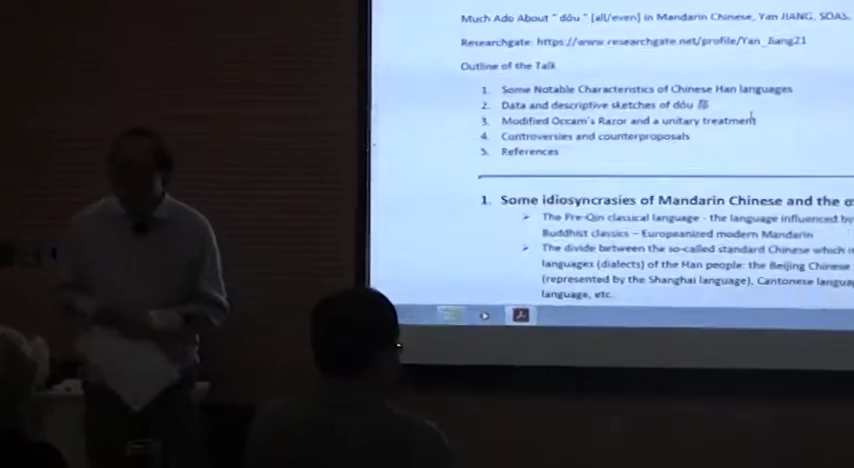 Much Ado About " dōu " [all/even] in Mandarin Chinese, Yan JIANG, SOAS,
Researchgate: https://www.researchgate.net/profile/Yan_Jiang21
Outline of the Talk
1. Some Notable Characteristics of Chinese Han languages
2. Data and descriptive sketches of dōu 都
3. Modified Occam's Razor and a unitary treatment
4. Controversies and counterproposals
5. References
1. Some idiosyncrasies of Mandarin Chinese and the
The Pre-Qin classical language - the language influenced by
Buddhist classics – Europeanized modern Mandarin
The divide between the so-called standard Chinese which
languages (dialects) of the Han people: the Beijing Chinese
(represented by the Shanghai language), Cantonese
language, etc.